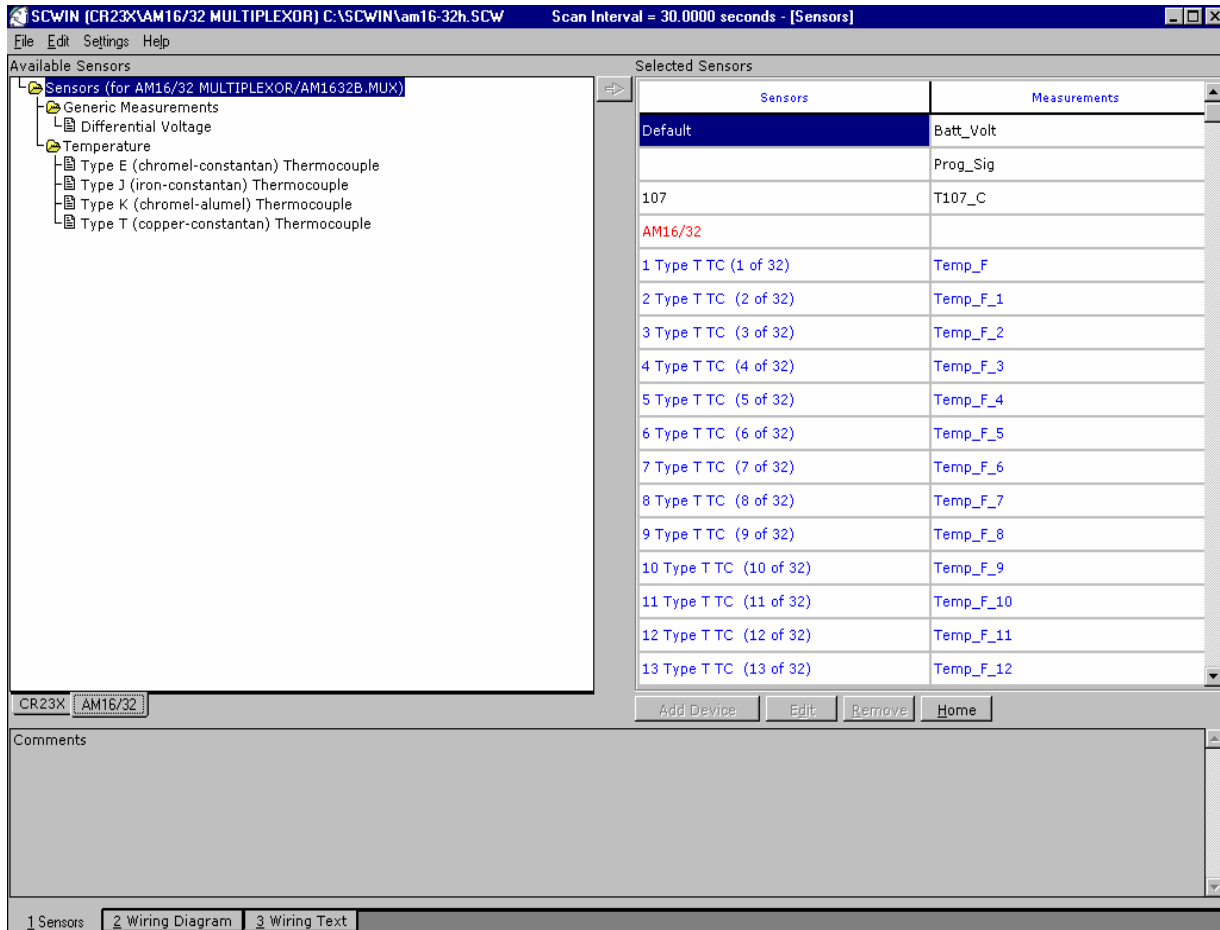 SCWIN (CR23X\AM16/32 MULTIPLEXOR) C:\SCWIN\am16-32h.SCW Scan Interval = 30.0000 seconds - [Sensors]
File Edit Settings Help
Available Sensors
Sensors (for AM16/32 MULTIPLEXOR/AM1632B.MUX)
Generic Measurements
Differential Voltage
Temperature
Type E (chromel-constantan) Thermocouple
Type J (iron-constantan) Thermocouple
Type K (chromel-alumel) Thermocouple
Type T (copper-constantan) Thermocouple
CR23X AM16/32
Selected Sensors
Sensors Measurements
Default Batt_Volt
Prog_Sig
107 T107_C
AM16/32
1 Type T TC (1 of 32) Temp_F
2 Type T TC (2 of 32) Temp_F_1
3 Type T TC (3 of 32) Temp_F_2
4 Type T TC (4 of 32) Temp_F_3
5 Type T TC (5 of 32) Temp_F_4
6 Type T TC (6 of 32) Temp_F_5
7 Type T TC (7 of 32) Temp_F_6
8 Type T TC (8 of 32) Temp_F_7
9 Type T TC (9 of 32) Temp_F_8
10 Type T TC (10 of 32) Temp_F_9
11 Type T TC (11 of 32) Temp_F_10
12 Type T TC (12 of 32) Temp_F_11
13 Type T TC (13 of 32) Temp_F_12
Add Device Edit Remove Home
Comments
1 Sensors 2 Wiring Diagram 3 Wiring Text